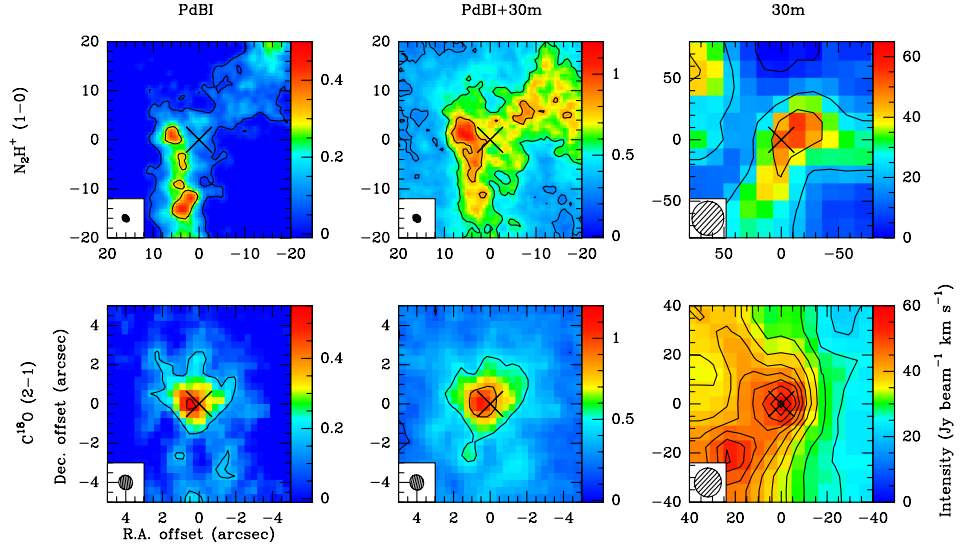 PdBI PdBI+30m 30m
N₂H⁺ (1−0)
20 10 0 −10 −20
0.4 0.2 0
20 10 0 −10 −20
20 10 0 −10 −20
1 0.5 0
20 10 0 −10 −20
50 0 −50
60 40 20 0
50 0 −50
C¹⁸O (2−1)
Dec. offset (arcsec)
4 2 0 −2 −4
0.4 0.2 0
4 2 0 −2 −4
R.A. offset (arcsec)
4 2 0 −2 −4
1 0.5 0
4 2 0 −2 −4
40 20 0 −20 −40
60 40 20 0
40 20 0 −20 −40
Intensity (Jy beam⁻¹ km s⁻¹)